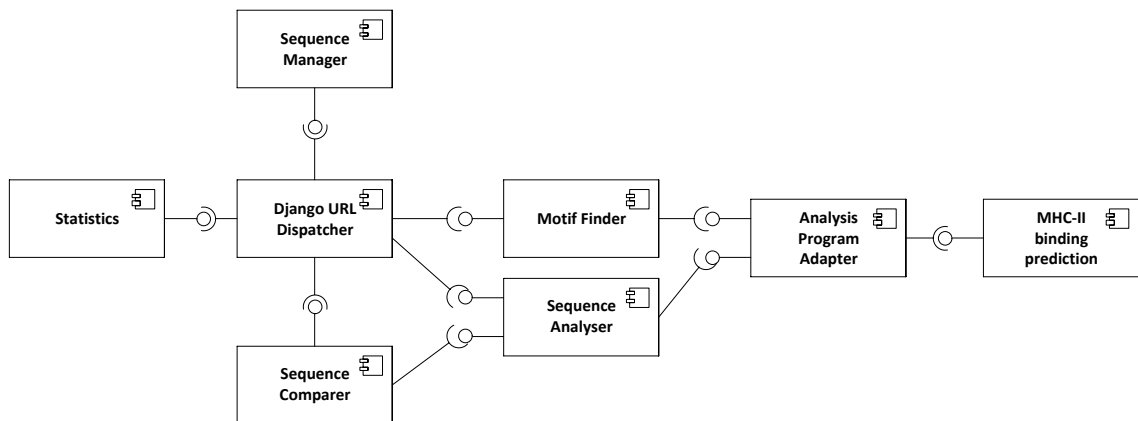 Sequence
Manager
Statistics
Django URL
Dispatcher
Motif Finder
Analysis
Program
Adapter
MHC-II
binding
prediction
Sequence
Analyser
Sequence
Comparer